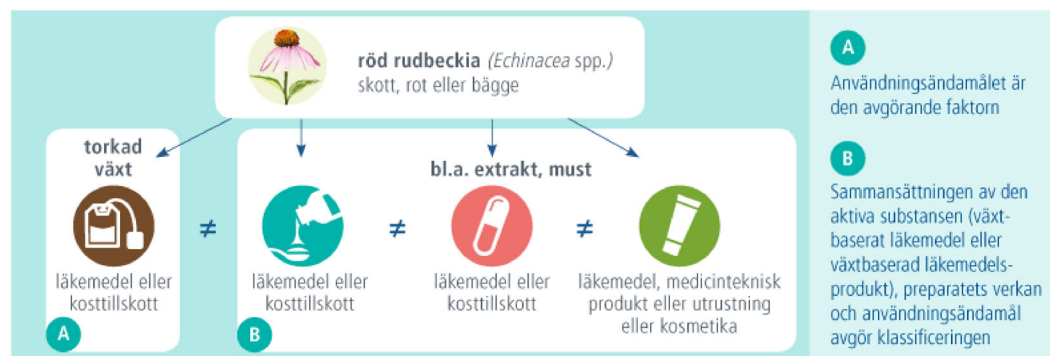 röd rudbeckia (Echinacea spp.)
skott, rot eller bägge
torkad
växt
bl.a. extrakt, must
≠
≠
≠
läkemedel eller
kosttillskott
läkemedel eller
kosttillskott
läkemedel eller
kosttillskott
läkemedel, medicinteknisk
produkt eller utrustning
eller kosmetika
A
B
A
Användningsändamålet är
den avgörande faktorn
B
Sammansättningen av den
aktiva substansen (växt-
baserat läkemedel eller
växtbaserad läkemedels-
produkt), preparatets verkan
och användningsändamål
avgör klassificeringen